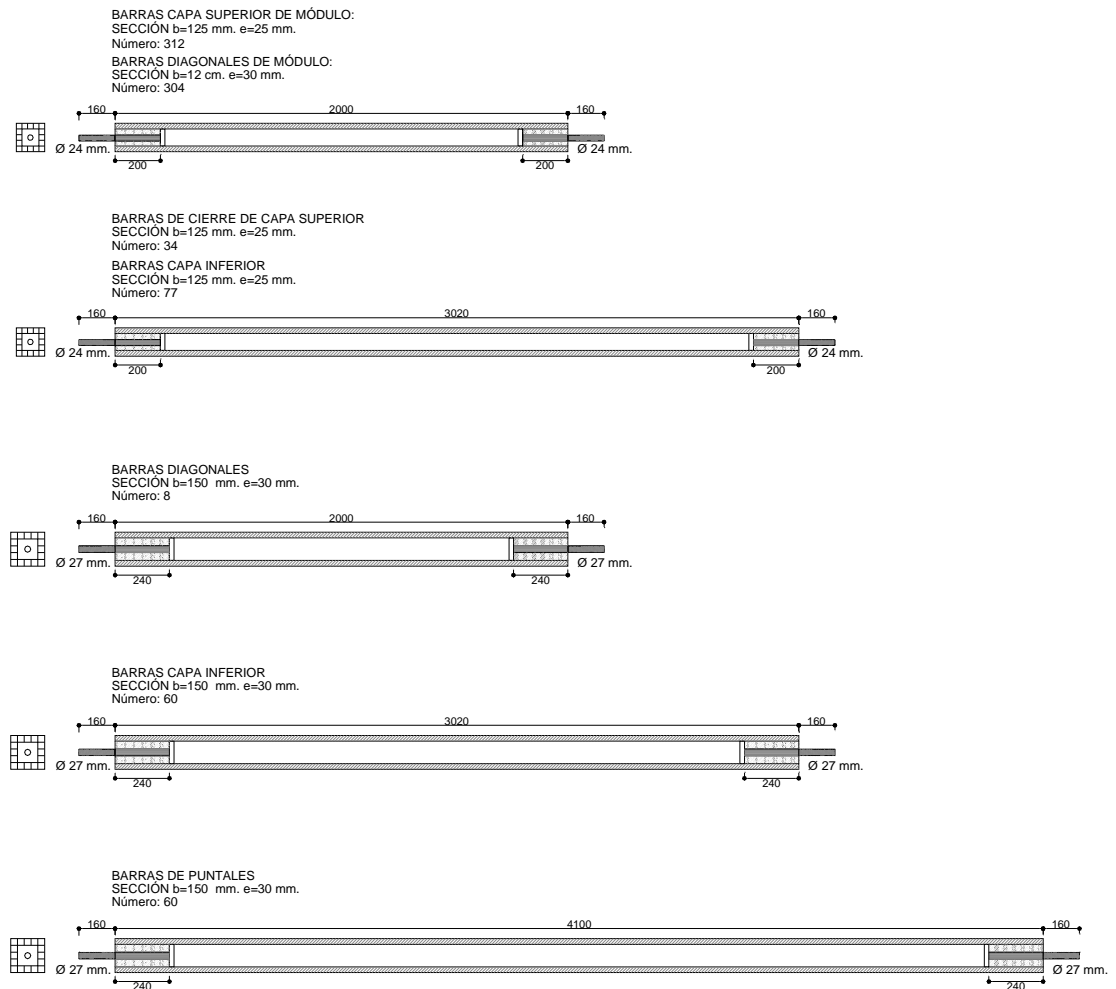 BARRAS CAPA SUPERIOR DE MÓDULO:
SECCIÓN b=125 mm. e=25 mm.
Número: 312
BARRAS DIAGONALES DE MÓDULO:
SECCIÓN b=12 cm. e=30 mm.
Número: 304
160 2000 160
Ø 24 mm. Ø 24 mm.
200 200
BARRAS DE CIERRE DE CAPA SUPERIOR
SECCIÓN b=125 mm. e=25 mm.
Número: 34
BARRAS CAPA INFERIOR
SECCIÓN b=125 mm. e=25 mm.
Número: 77
160 3020 160
Ø 24 mm. Ø 24 mm.
200 200
BARRAS DIAGONALES
SECCIÓN b=150 mm. e=30 mm.
Número: 8
160 2000 160
Ø 27 mm. Ø 27 mm.
240 240
BARRAS CAPA INFERIOR
SECCIÓN b=150 mm. e=30 mm.
Número: 60
160 3020 160
Ø 27 mm. Ø 27 mm.
240 240
BARRAS DE PUNTALES
SECCIÓN b=150 mm. e=30 mm.
Número: 60
160 4100 160
Ø 27 mm. Ø 27 mm.
240 240